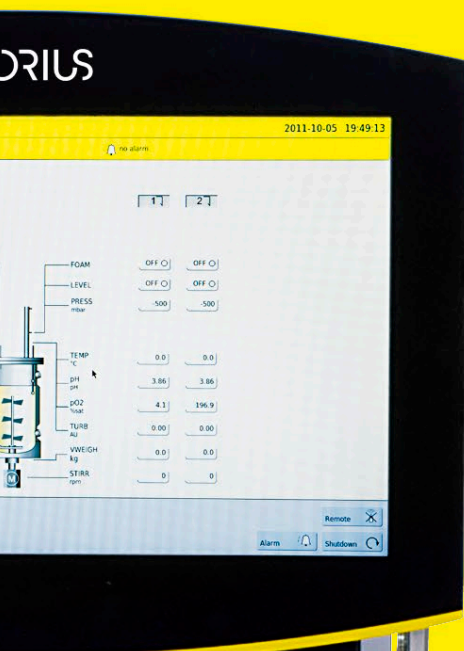 ORIUS
2011-10-05 19:49:13
no alarm
1 2
FOAM OFF OFF
LEVEL OFF OFF
PRESS -500 -500
mbar
TEMP 0.0 0.0
°C
pH 3.86 3.86
pH
pO2 4.1 196.9
%sat
TURB 0.00 0.00
AU
VWEIGH 0.0 0.0
kg
STIRR 0 0
rpm
M
Remote
Alarm Shutdown